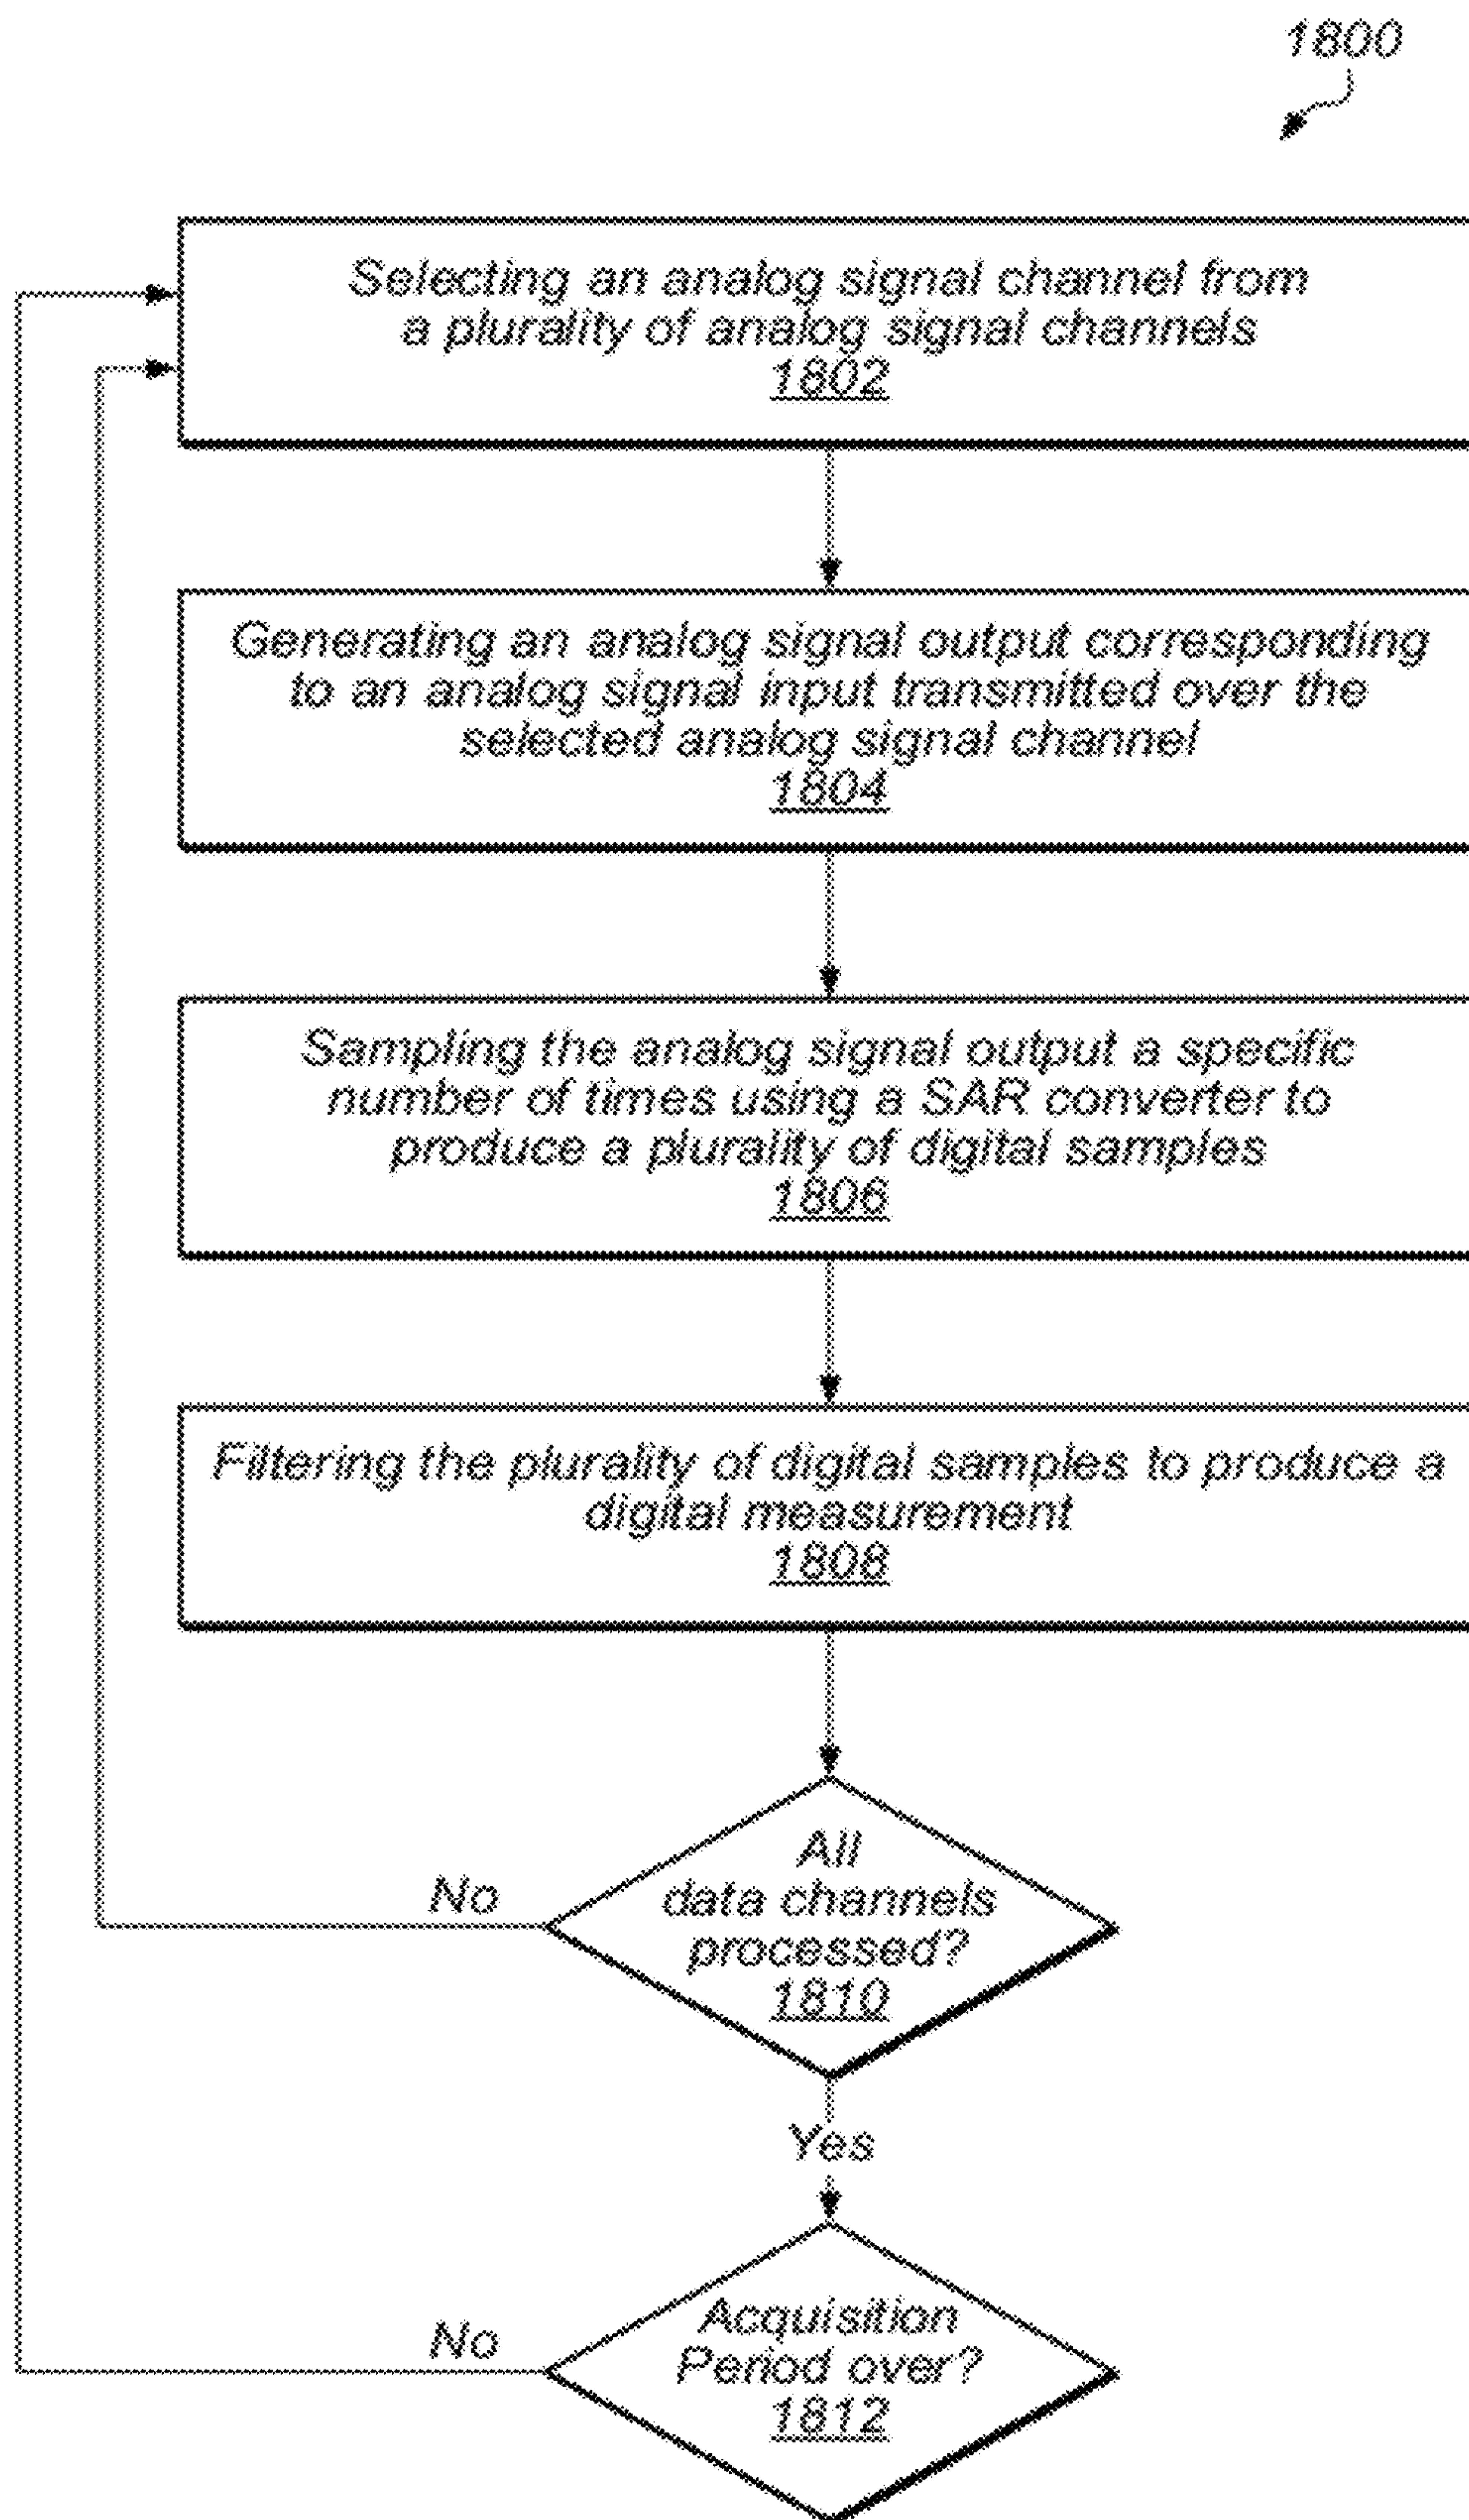 1800
Selecting an analog signal channel from
a plurality of analog signal channels
1802
Generating an analog signal output corresponding
to an analog signal input transmitted over the
selected analog signal channel
1804
Sampling the analog signal output a specific
number of times using a SAR converter to
produce a plurality of digital samples
1806
Filtering the plurality of digital samples to produce a
digital measurement
1808
All
data channels
processed?
1810
No
Yes
Acquisition
Period over?
1812
No